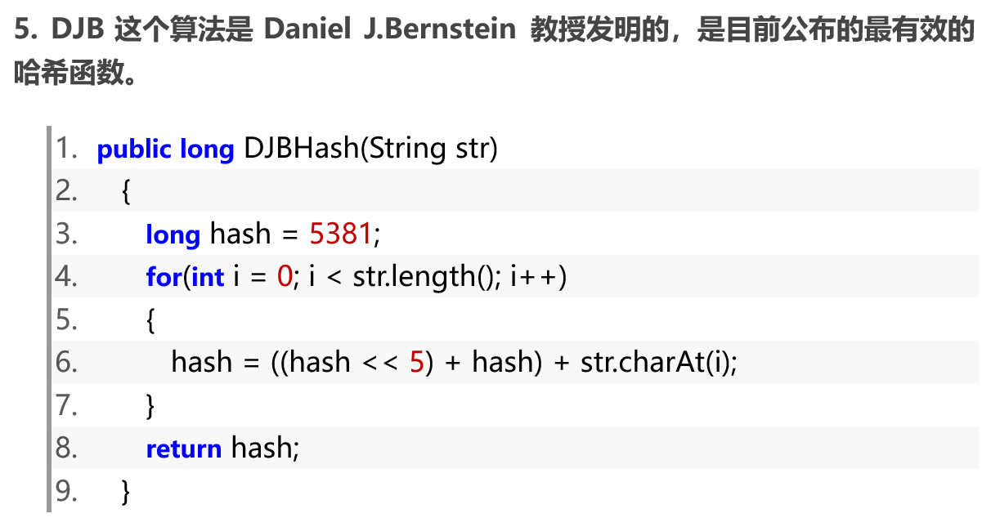 5. DJB 这个算法是 Daniel J.Bernstein 教授发明的，是目前公布的最有效的
哈希函数。
1. public long DJBHash(String str)
2. {
3. long hash = 5381;
4. for(int i = 0; i < str.length(); i++)
5. {
6. hash = ((hash << 5) + hash) + str.charAt(i);
7. }
8. return hash;
9. }